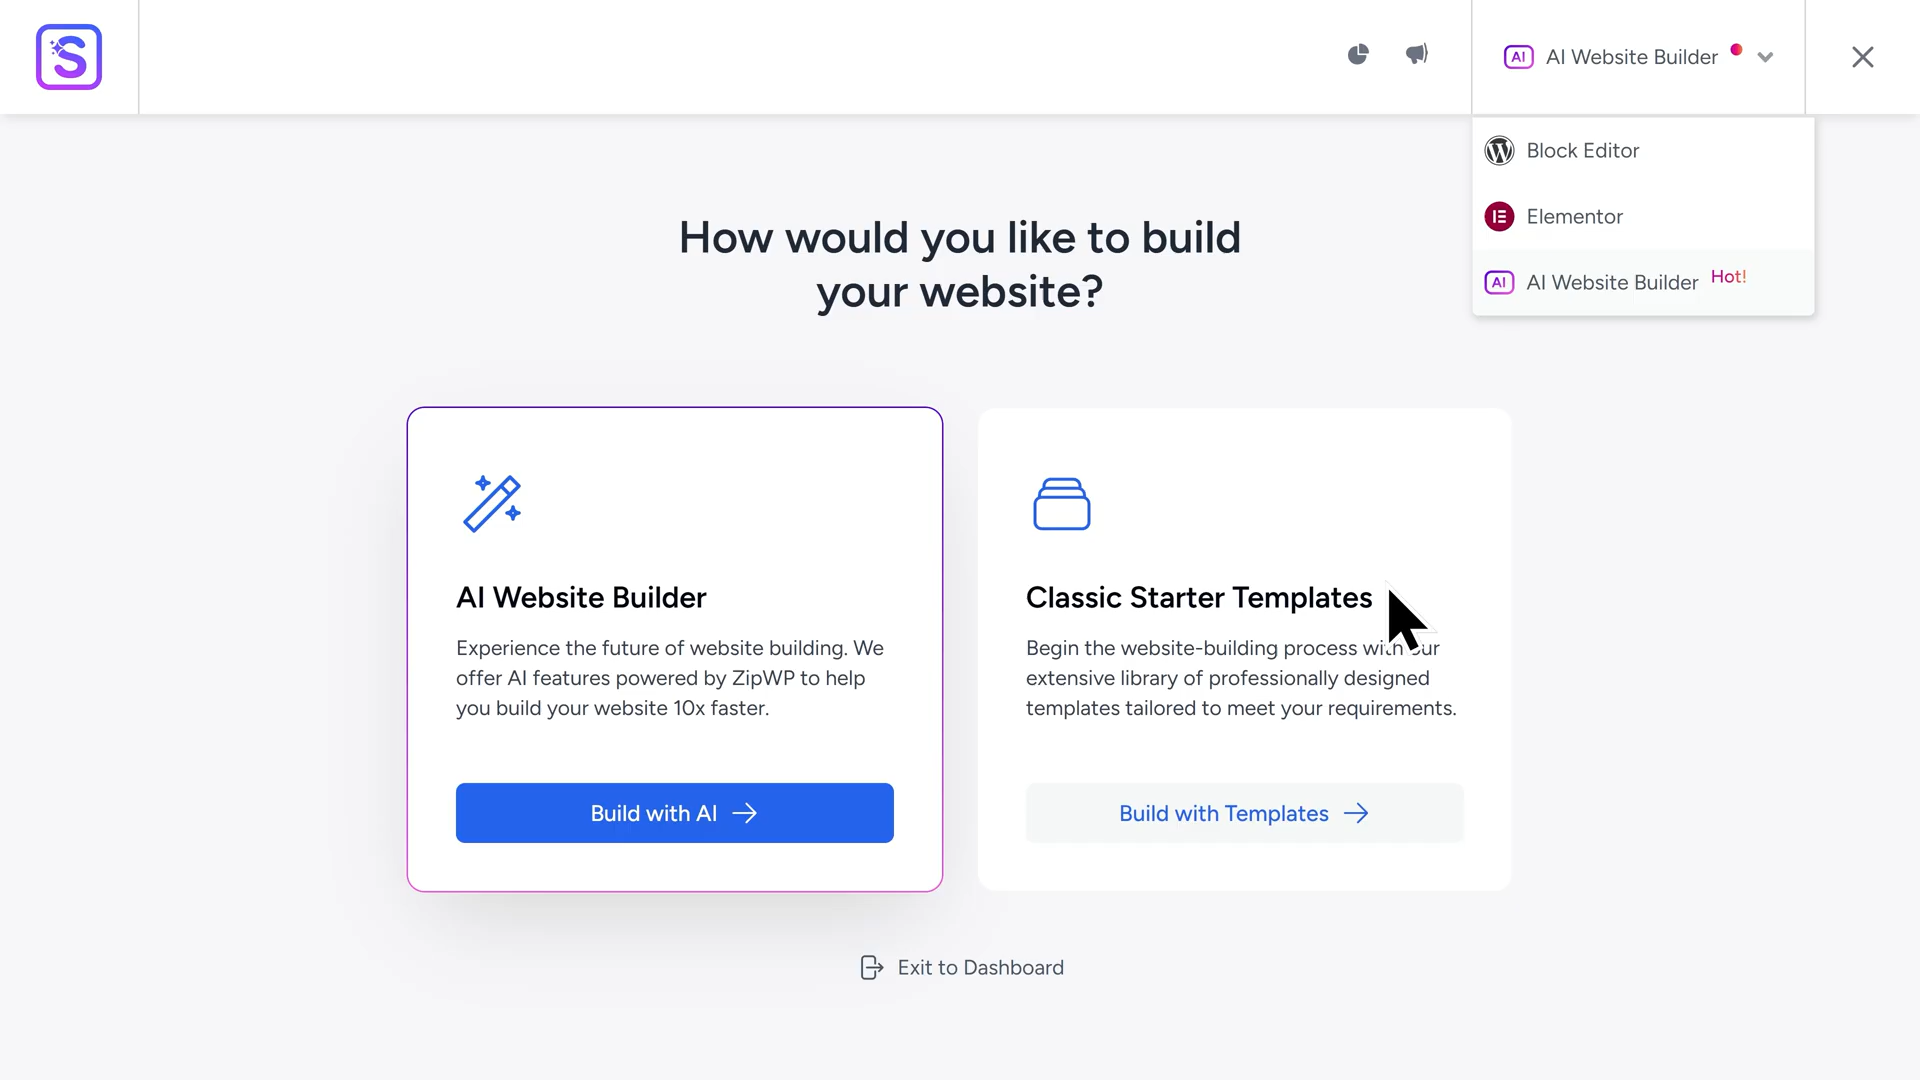 S
AI AI Website Builder
Block Editor
Elementor
AI AI Website Builder Hot!
How would you like to build
your website?
AI Website Builder
Experience the future of website building. We
offer AI features powered by ZipWP to help
you build your website 10x faster.
Build with AI
Classic Starter Templates
Begin the website-building process with our
extensive library of professionally designed
templates tailored to meet your requirements.
Build with Templates
Exit to Dashboard